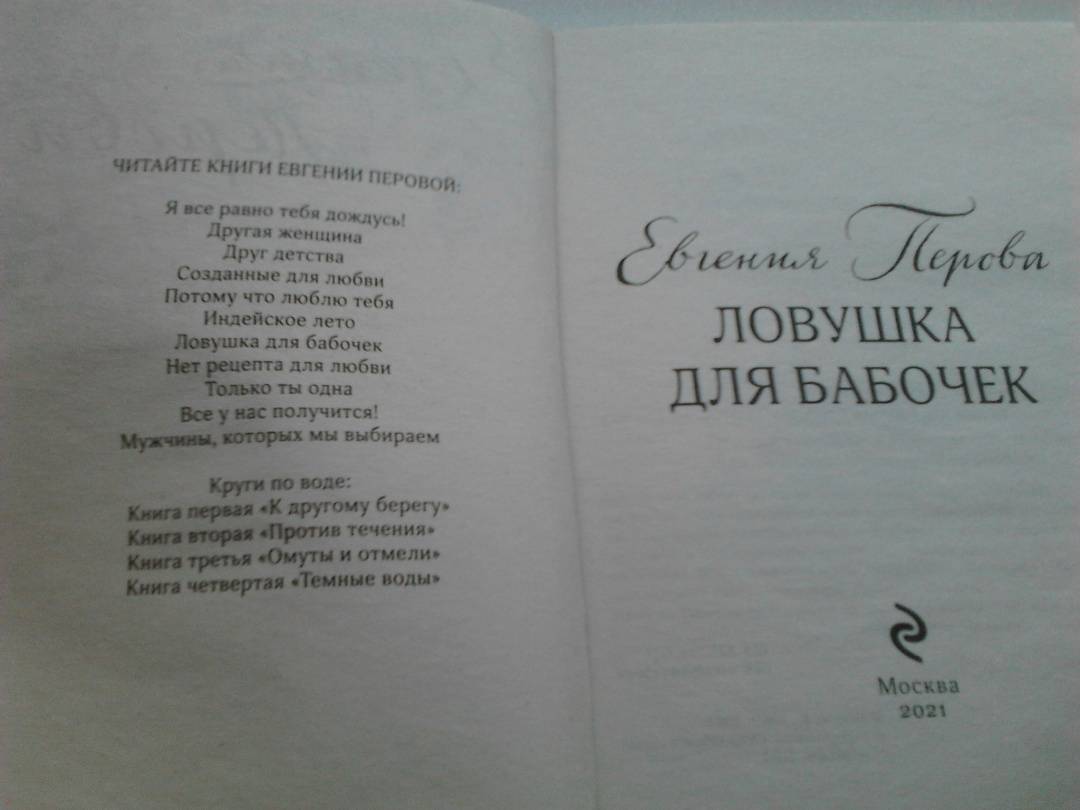 ЧИТАЙТЕ КНИГИ ЕВГЕНИИ ПЕРОВОЙ:
Я все равно тебя дождусь!
Другая женщина
Друг детства
Созданные для любви
Потому что люблю тебя
Индейское лето
Ловушка для бабочек
Нет рецепта для любви
Только ты одна
Все у нас получится!
Мужчины, которых мы выбираем
Круги по воде:
Книга первая «К другому берегу»
Книга вторая «Против течения»
Книга третья «Омуты и отмели»
Книга четвертая «Темные воды»
Евгения Перова
ЛОВУШКА
ДЛЯ БАБОЧЕК
Москва
2021